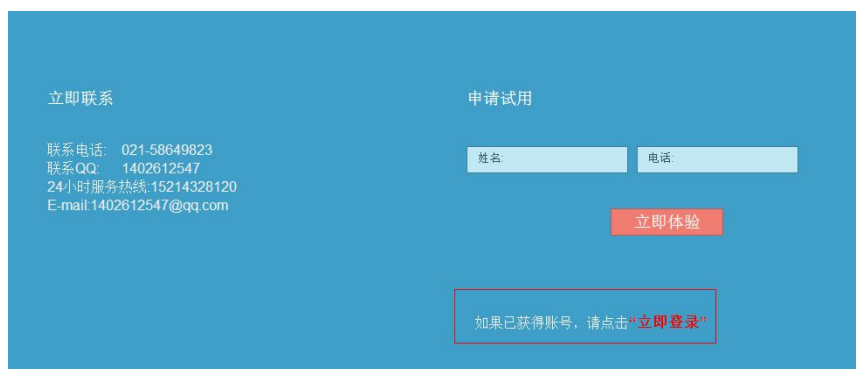 立即联系
联系电话: 021-58649823
联系QQ: 1402612547
24小时服务热线:15214328120
E-mail:1402612547@qq.com
申请试用
姓名: 电话:
立即体验
如果已获得账号，请点击“立即登录”